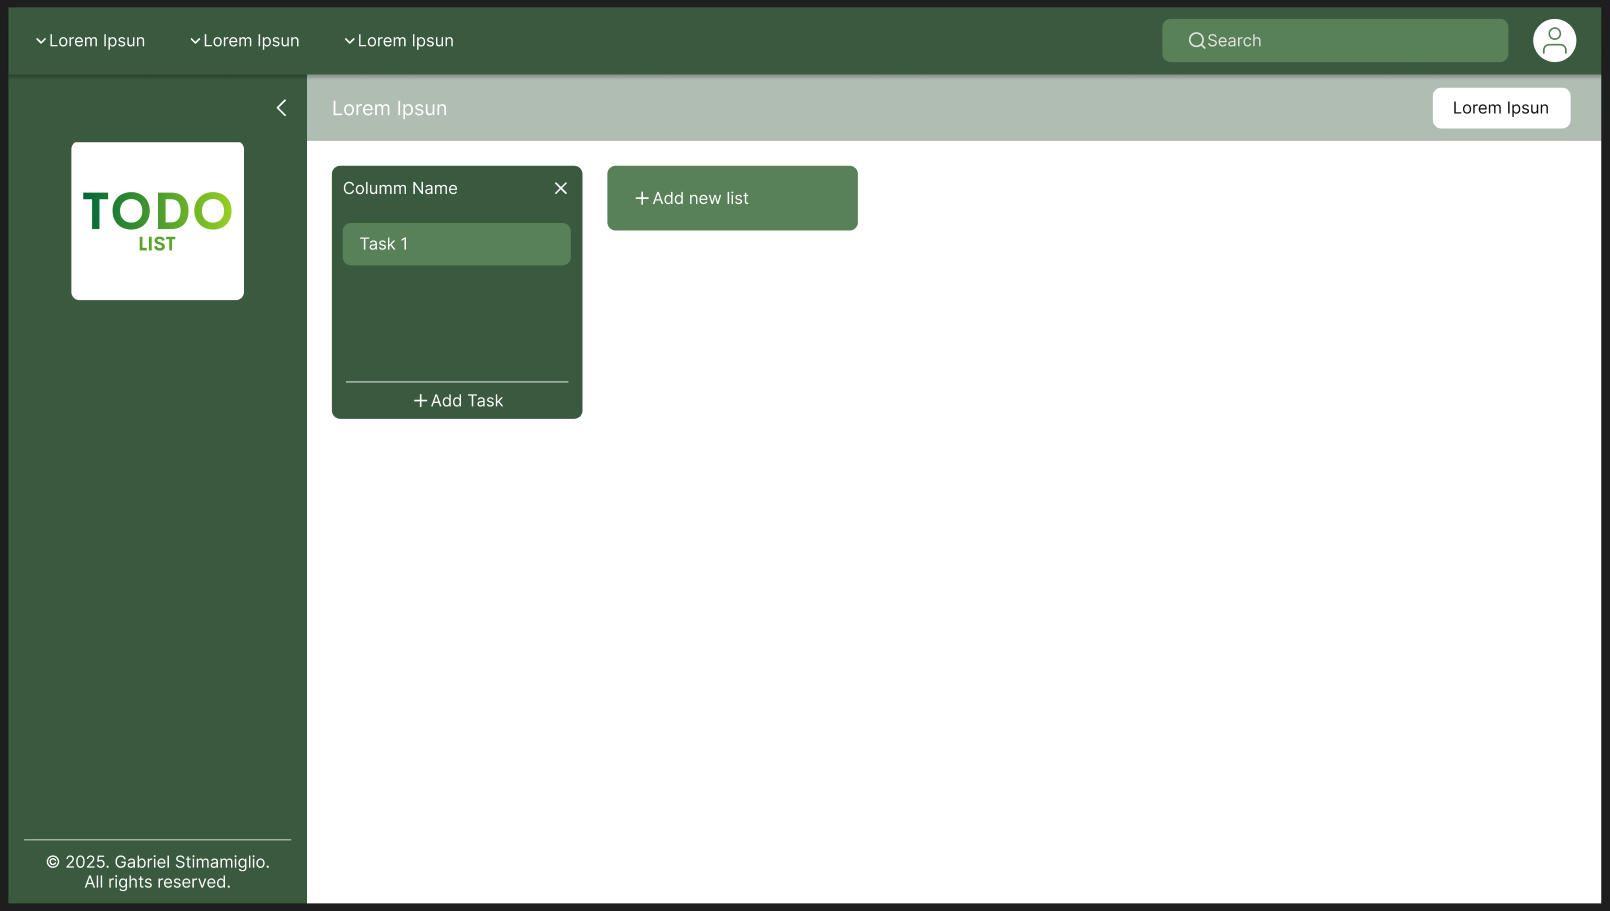 Lorem Ipsun
Lorem Ipsun
Lorem Ipsun
Search
Lorem Ipsun
Lorem Ipsun
TODO
LIST
Columm Name
Task 1
Add Task
Add new list
© 2025. Gabriel Stimamiglio.
All rights reserved.